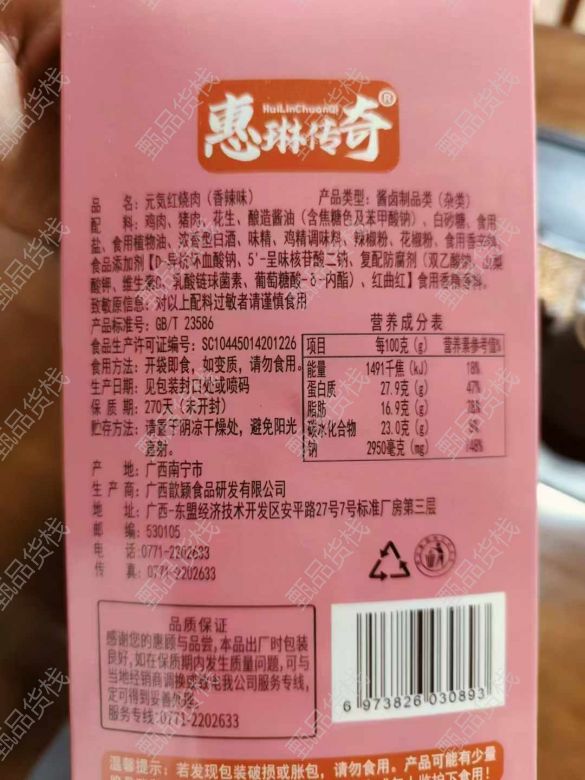 HuiLinChuanQi
惠琳传奇®
品 名：元気红烧肉（香辣味） 产品类型：酱卤制品类（杂类）
配 料：鸡肉、猪肉、花生、酿造酱油（含焦糖色及苯甲酸钠）、白砂糖、食用
盐、食用植物油、浓香型白酒、味精、鸡精调味料、辣椒粉、花椒粉、食用香辛料、
食品添加剂【D-异抗坏血酸钠、5'-呈味核苷酸二钠、复配防腐剂（双乙酸钠、山梨
酸钾、维生素C、乳酸链球菌素、葡萄糖酸-δ-内酯）、红曲红】食用香精香料。
致敏原信息：对以上配料过敏者请谨慎食用
产品标准号：GB/T 23586
食品生产许可证编号：SC10445014201226
食用方法：开袋即食，如变质，请勿食用。
生产日期：见包装封口处或喷码
保 质 期：270天（未开封）
贮存方法：请置于阴凉干燥处，避免阳光
直射。
营养成分表
项目 每100克（g） 营养素参考值%
能量 1491千焦（kJ） 18%
蛋白质 27.9克（g） 47%
脂肪 16.9克（g） 28%
碳水化合物 23.0克（g） 8%
钠 2950毫克（mg） 148%
产 地：广西南宁市
生 产 商：广西歆颖食品研发有限公司
地 址：广西-东盟经济技术开发区安平路27号7号标准厂房第三层
邮 编：530105
电 话：0771-2202633
传 真：0771-2202633
品质保证
感谢您的惠顾与品尝，本品出厂时包装
良好，如在保质期内发生质量问题，可与
当地经销商调换或致电我公司服务专线，
定可得到妥善办理。
服务专线：0771-2202633
6 973826 030893
温馨提示：若发现包装破损或胀包，请勿食用。产品可能有少量
甄品货栈